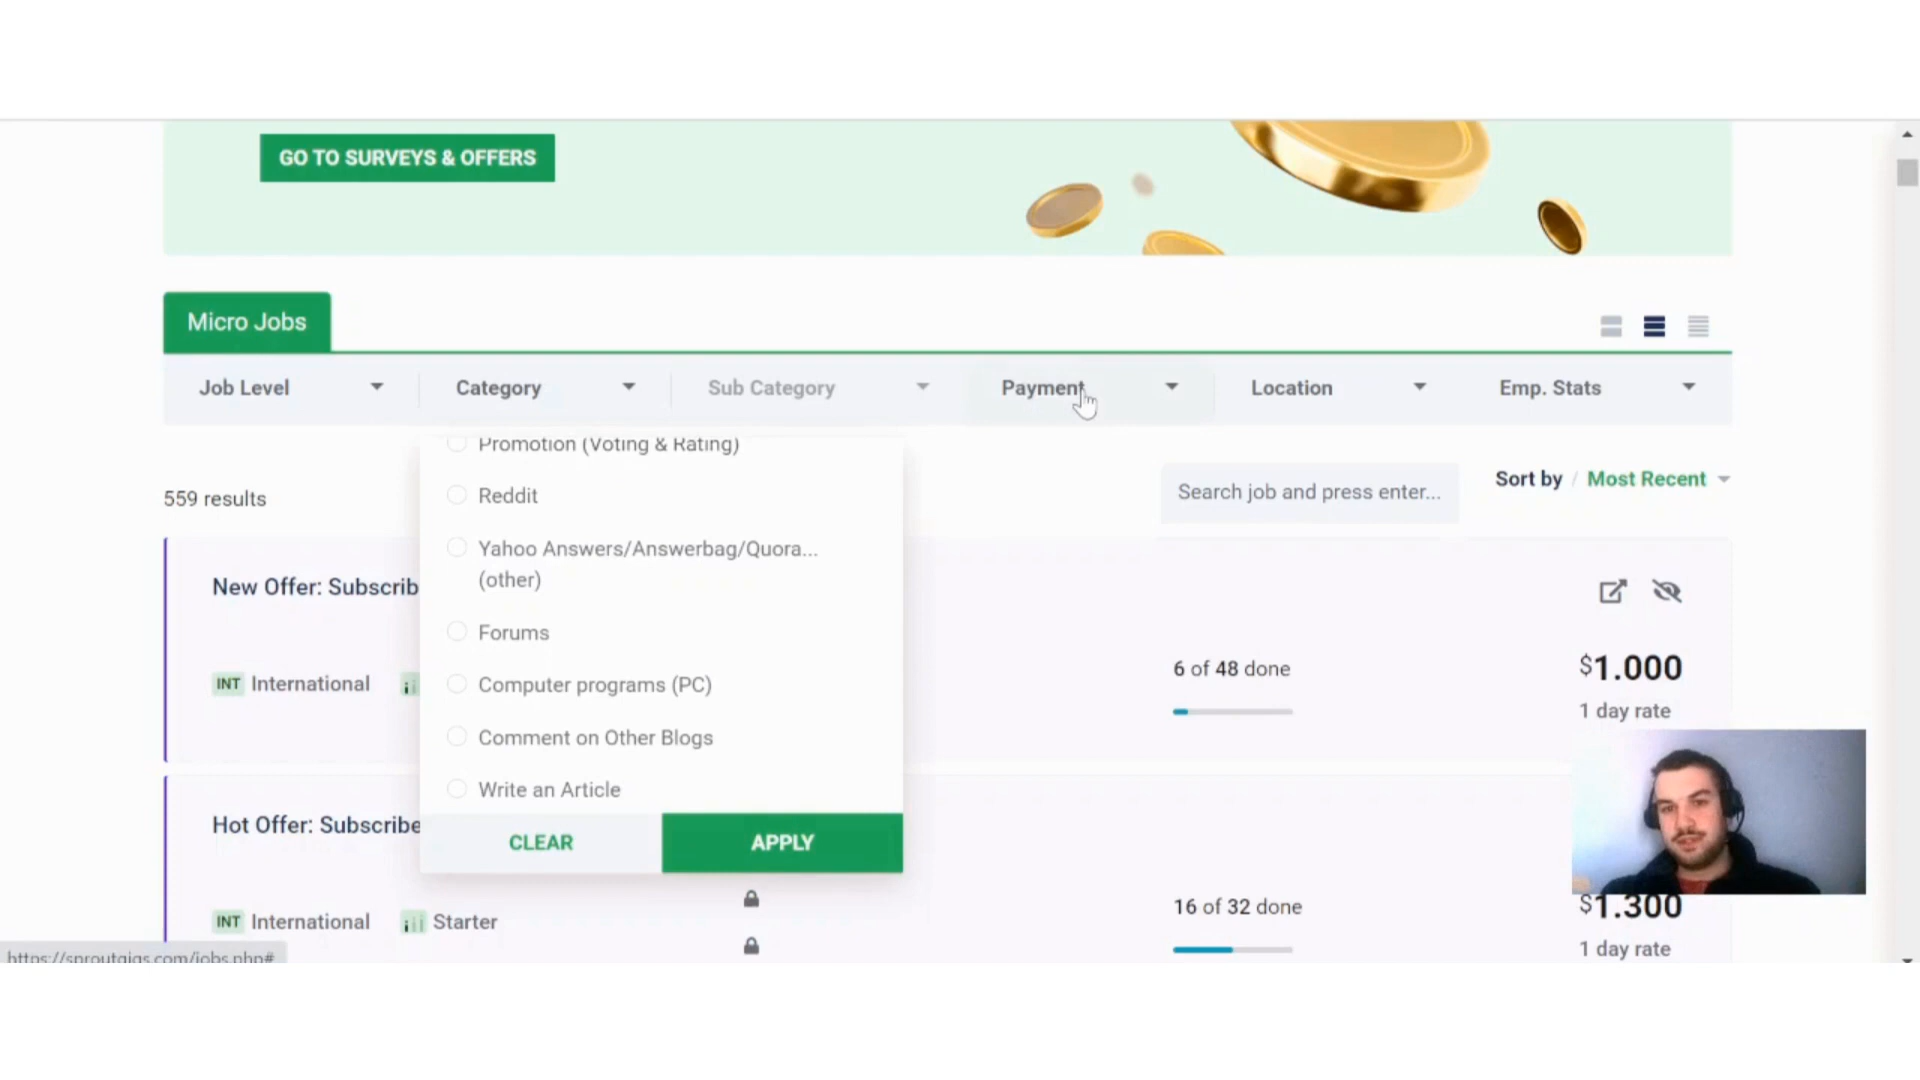 GO TO SURVEYS & OFFERS
Micro Jobs
Job Level
Category
Sub Category
Payment
Location
Emp. Stats
Promotion (Voting & Rating)
Reddit
Yahoo Answers/Answerbag/Quora...
(other)
Forums
Computer programs (PC)
Comment on Other Blogs
Write an Article
CLEAR
APPLY
559 results
Search job and press enter...
Sort by / Most Recent
New Offer: Subscrib
INT International
6 of 48 done
$1.000
1 day rate
Hot Offer: Subscribe
INT International
Starter
16 of 32 done
$1.300
1 day rate
https://sproutgigs.com/jobs.php#